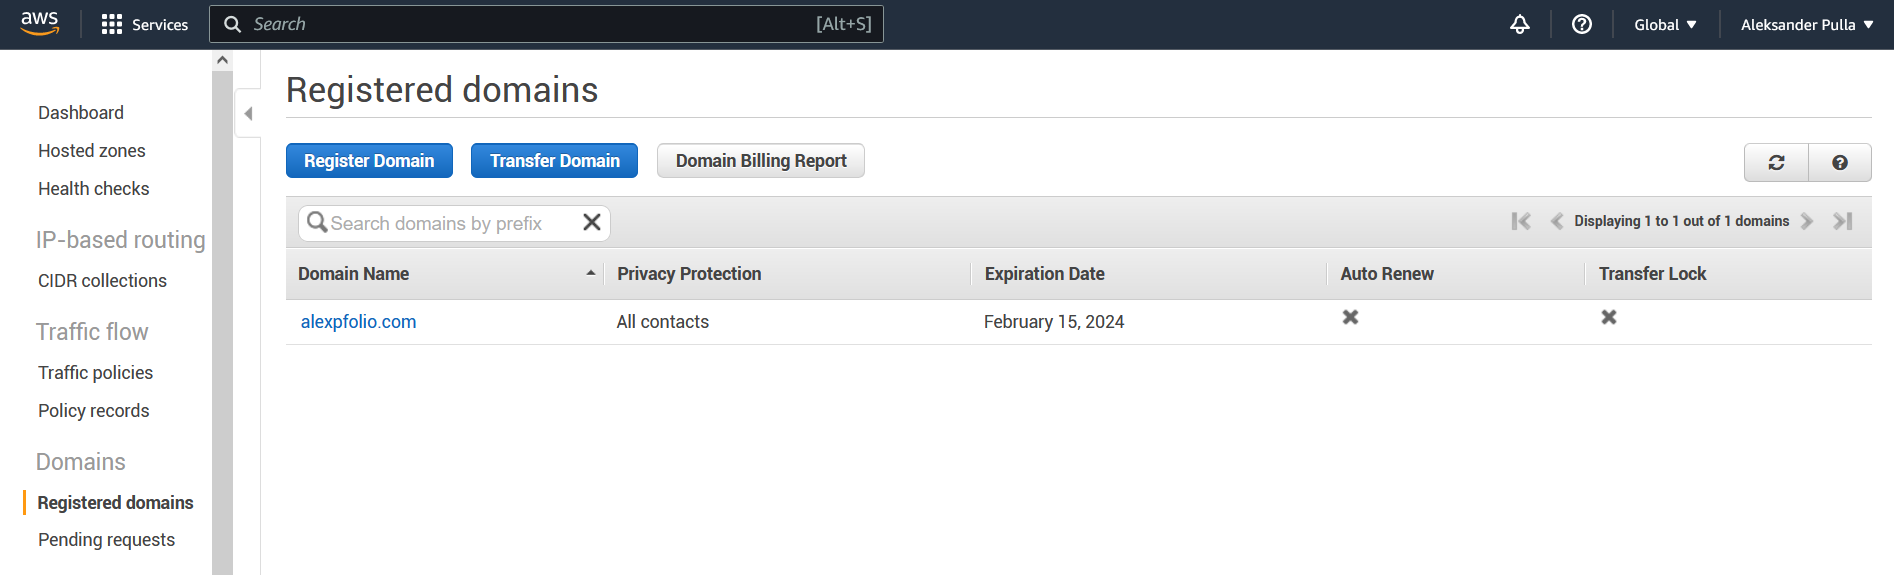 aws Services Search [Alt+S] Global Aleksander Pulla
Dashboard
Hosted zones
Health checks
IP-based routing
CIDR collections
Traffic flow
Traffic policies
Policy records
Domains
Registered domains
Pending requests
Registered domains
Register Domain Transfer Domain Domain Billing Report
Search domains by prefix Displaying 1 to 1 out of 1 domains
Domain Name Privacy Protection Expiration Date Auto Renew Transfer Lock
alexpfolio.com All contacts February 15, 2024